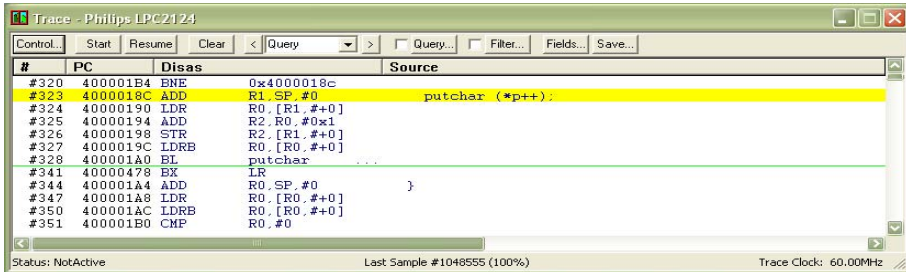 Trace - Philips LPC2124
Control... Start Resume Clear < Query > Query... Filter... Fields... Save...
# PC Disas Source
#320 400001B4 BNE 0x4000018c
#323 4000018C ADD R1,SP,#0 putchar (*p++);
#324 40000190 LDR R0,[R1,#+0]
#325 40000194 ADD R2,R0,#0x1
#326 40000198 STR R2,[R1,#+0]
#327 4000019C LDRB R0,[R0,#+0]
#328 400001A0 BL putchar ...
#341 40000478 BX LR
#344 400001A4 ADD R0,SP,#0 }
#347 400001A8 LDR R0,[R0,#+0]
#350 400001AC LDRB R0,[R0,#+0]
#351 400001B0 CMP R0,#0
Status: NotActive Last Sample #1048555 (100%) Trace Clock: 60.00MHz